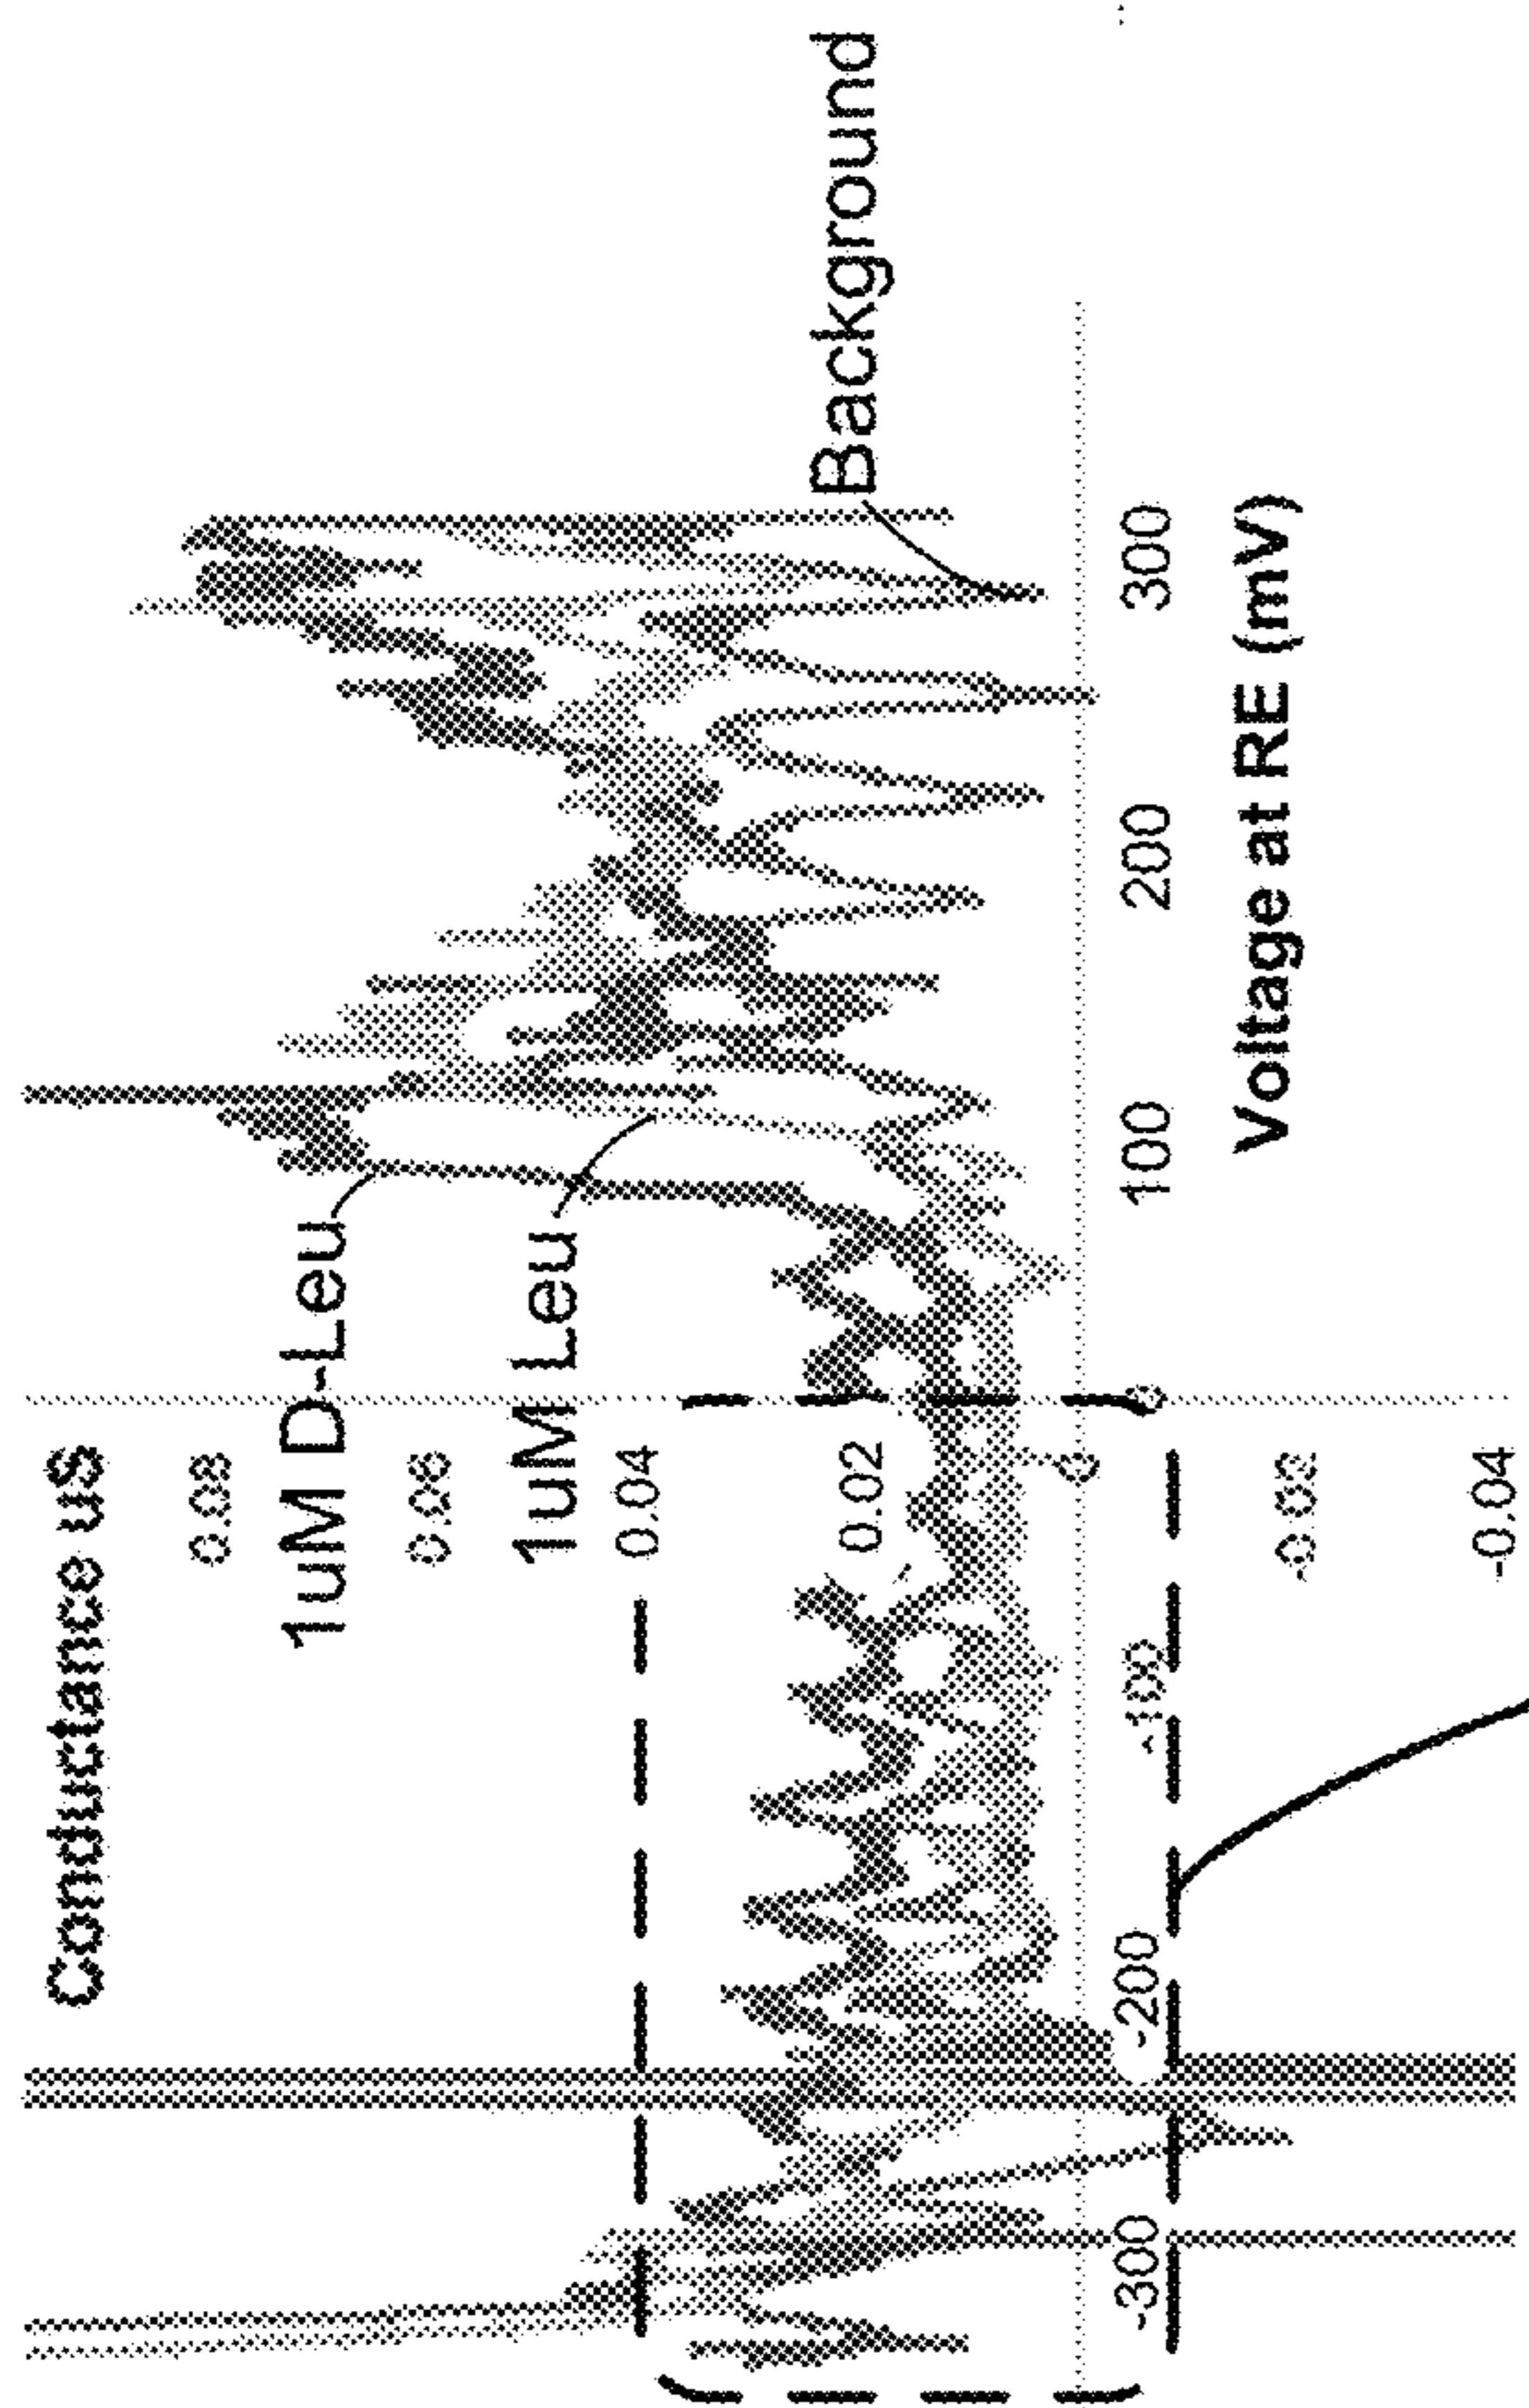 Conductance uS
0.08
1uM D-Leu
0.06
1uM Leu
0.04
0.02
0
Background
-300
-200
-100
0
100
200
300
Voltage at RE (mV)
-0.02
-0.04